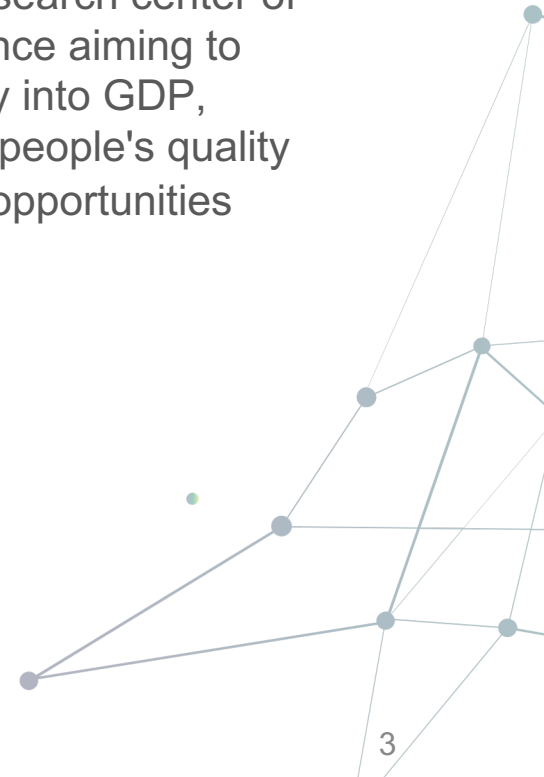 search center of
nce aiming to
y into GDP,
people's quality
opportunities
3